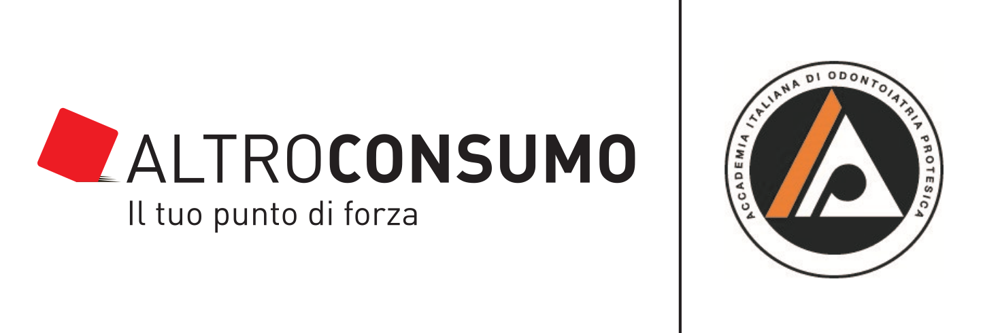 ALTROCONSUMO
Il tuo punto di forza
ACCADEMIA ITALIANA DI ODONTOIATRIA PROTESICA